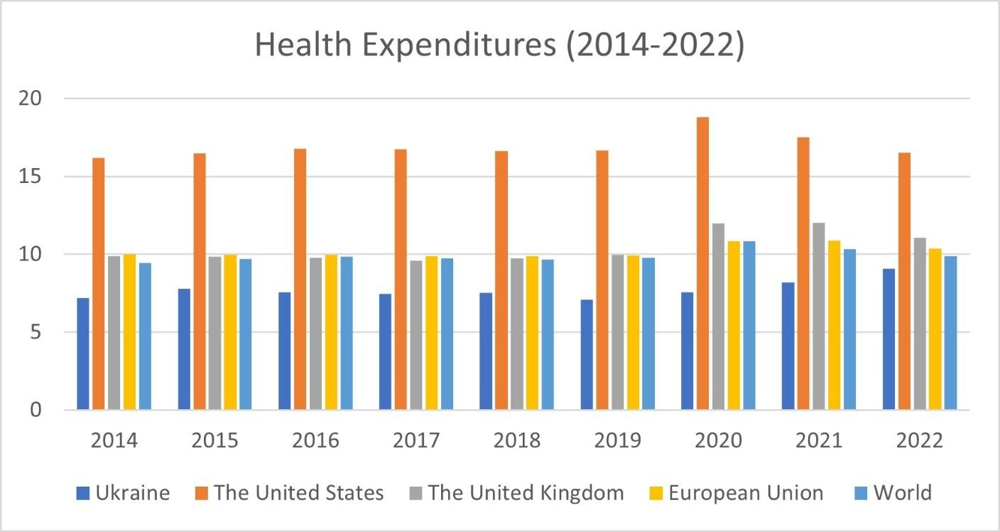 Health Expenditures (2014-2022)
20
15
10
5
0
2014 2015 2016 2017 2018 2019 2020 2021 2022
Ukraine The United States The United Kingdom European Union World